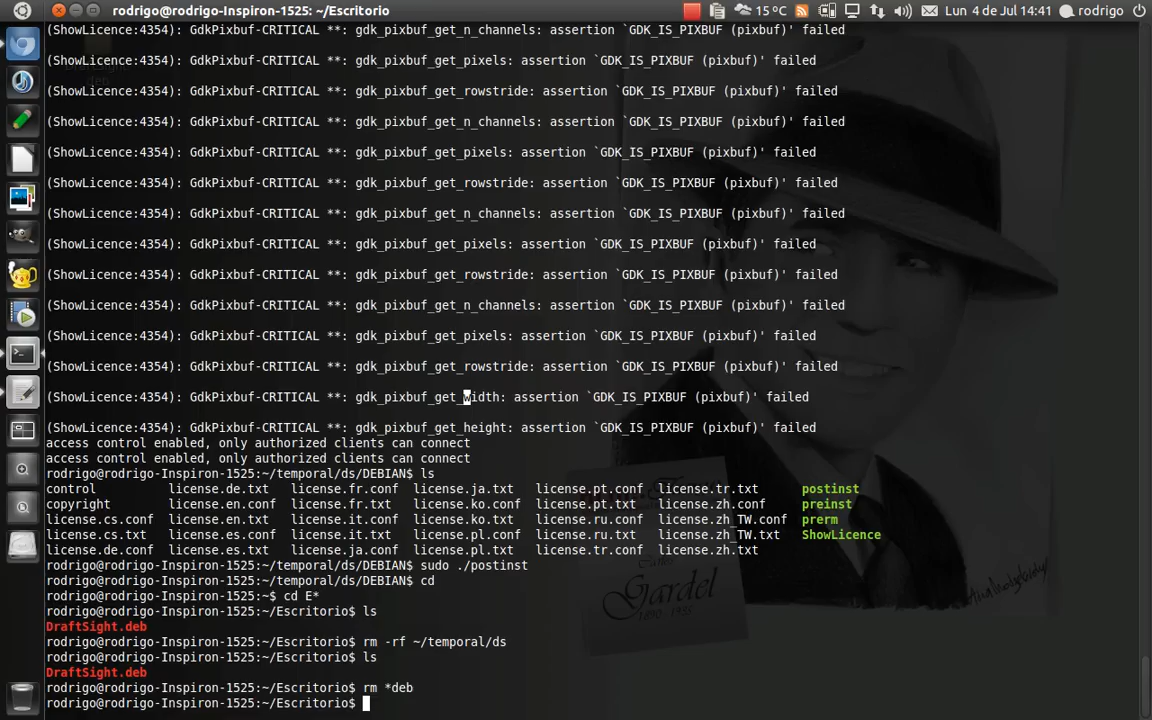 rodrigo@rodrigo-Inspiron-1525: ~/Escritorio
15 °C
Lun 4 de Jul 14:41
rodrigo
(ShowLicence:4354): GdkPixbuf-CRITICAL **: gdk_pixbuf_get_n_channels: assertion `GDK_IS_PIXBUF (pixbuf)' failed
(ShowLicence:4354): GdkPixbuf-CRITICAL **: gdk_pixbuf_get_pixels: assertion `GDK_IS_PIXBUF (pixbuf)' failed
(ShowLicence:4354): GdkPixbuf-CRITICAL **: gdk_pixbuf_get_rowstride: assertion `GDK_IS_PIXBUF (pixbuf)' failed
(ShowLicence:4354): GdkPixbuf-CRITICAL **: gdk_pixbuf_get_n_channels: assertion `GDK_IS_PIXBUF (pixbuf)' failed
(ShowLicence:4354): GdkPixbuf-CRITICAL **: gdk_pixbuf_get_pixels: assertion `GDK_IS_PIXBUF (pixbuf)' failed
(ShowLicence:4354): GdkPixbuf-CRITICAL **: gdk_pixbuf_get_rowstride: assertion `GDK_IS_PIXBUF (pixbuf)' failed
(ShowLicence:4354): GdkPixbuf-CRITICAL **: gdk_pixbuf_get_n_channels: assertion `GDK_IS_PIXBUF (pixbuf)' failed
(ShowLicence:4354): GdkPixbuf-CRITICAL **: gdk_pixbuf_get_pixels: assertion `GDK_IS_PIXBUF (pixbuf)' failed
(ShowLicence:4354): GdkPixbuf-CRITICAL **: gdk_pixbuf_get_rowstride: assertion `GDK_IS_PIXBUF (pixbuf)' failed
(ShowLicence:4354): GdkPixbuf-CRITICAL **: gdk_pixbuf_get_n_channels: assertion `GDK_IS_PIXBUF (pixbuf)' failed
(ShowLicence:4354): GdkPixbuf-CRITICAL **: gdk_pixbuf_get_pixels: assertion `GDK_IS_PIXBUF (pixbuf)' failed
(ShowLicence:4354): GdkPixbuf-CRITICAL **: gdk_pixbuf_get_rowstride: assertion `GDK_IS_PIXBUF (pixbuf)' failed
(ShowLicence:4354): GdkPixbuf-CRITICAL **: gdk_pixbuf_get_width: assertion `GDK_IS_PIXBUF (pixbuf)' failed
(ShowLicence:4354): GdkPixbuf-CRITICAL **: gdk_pixbuf_get_height: assertion `GDK_IS_PIXBUF (pixbuf)' failed
access control enabled, only authorized clients can connect
access control enabled, only authorized clients can connect
rodrigo@rodrigo-Inspiron-1525:~/temporal/ds/DEBIAN$ ls
control license.de.txt license.fr.conf license.ja.txt license.pt.conf license.tr.txt postinst
copyright license.en.conf license.fr.txt license.ko.conf license.pt.txt license.zh.conf preinst
license.cs.conf license.en.txt license.it.conf license.ko.txt license.ru.conf license.zh_TW.conf prerm
license.cs.txt license.es.conf license.it.txt license.pl.conf license.ru.txt license.zh_TW.txt ShowLicence
license.de.conf license.es.txt license.ja.conf license.pl.txt license.tr.conf license.zh.txt
rodrigo@rodrigo-Inspiron-1525:~/temporal/ds/DEBIAN$ sudo ./postinst
rodrigo@rodrigo-Inspiron-1525:~/temporal/ds/DEBIAN$ cd
rodrigo@rodrigo-Inspiron-1525:~$ cd E*
rodrigo@rodrigo-Inspiron-1525:~/Escritorio$ ls
DraftSight.deb
rodrigo@rodrigo-Inspiron-1525:~/Escritorio$ rm -rf ~/temporal/ds
rodrigo@rodrigo-Inspiron-1525:~/Escritorio$ ls
DraftSight.deb
rodrigo@rodrigo-Inspiron-1525:~/Escritorio$ rm *deb
rodrigo@rodrigo-Inspiron-1525:~/Escritorio$
Carlos
Gardel
1890 - 1935